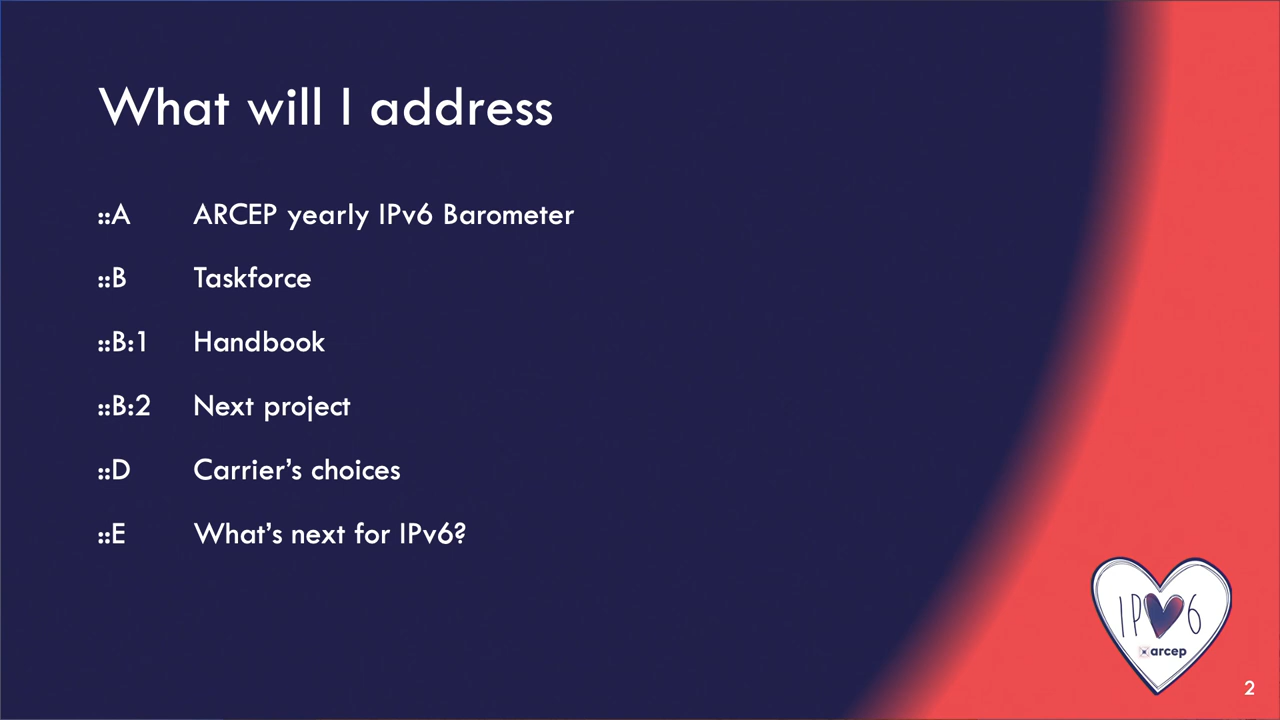 What will I address
::A ARCEP yearly IPv6 Barometer
::B Taskforce
::B:1 Handbook
::B:2 Next project
::D Carrier’s choices
::E What’s next for IPv6?
IPv6
arcep
2